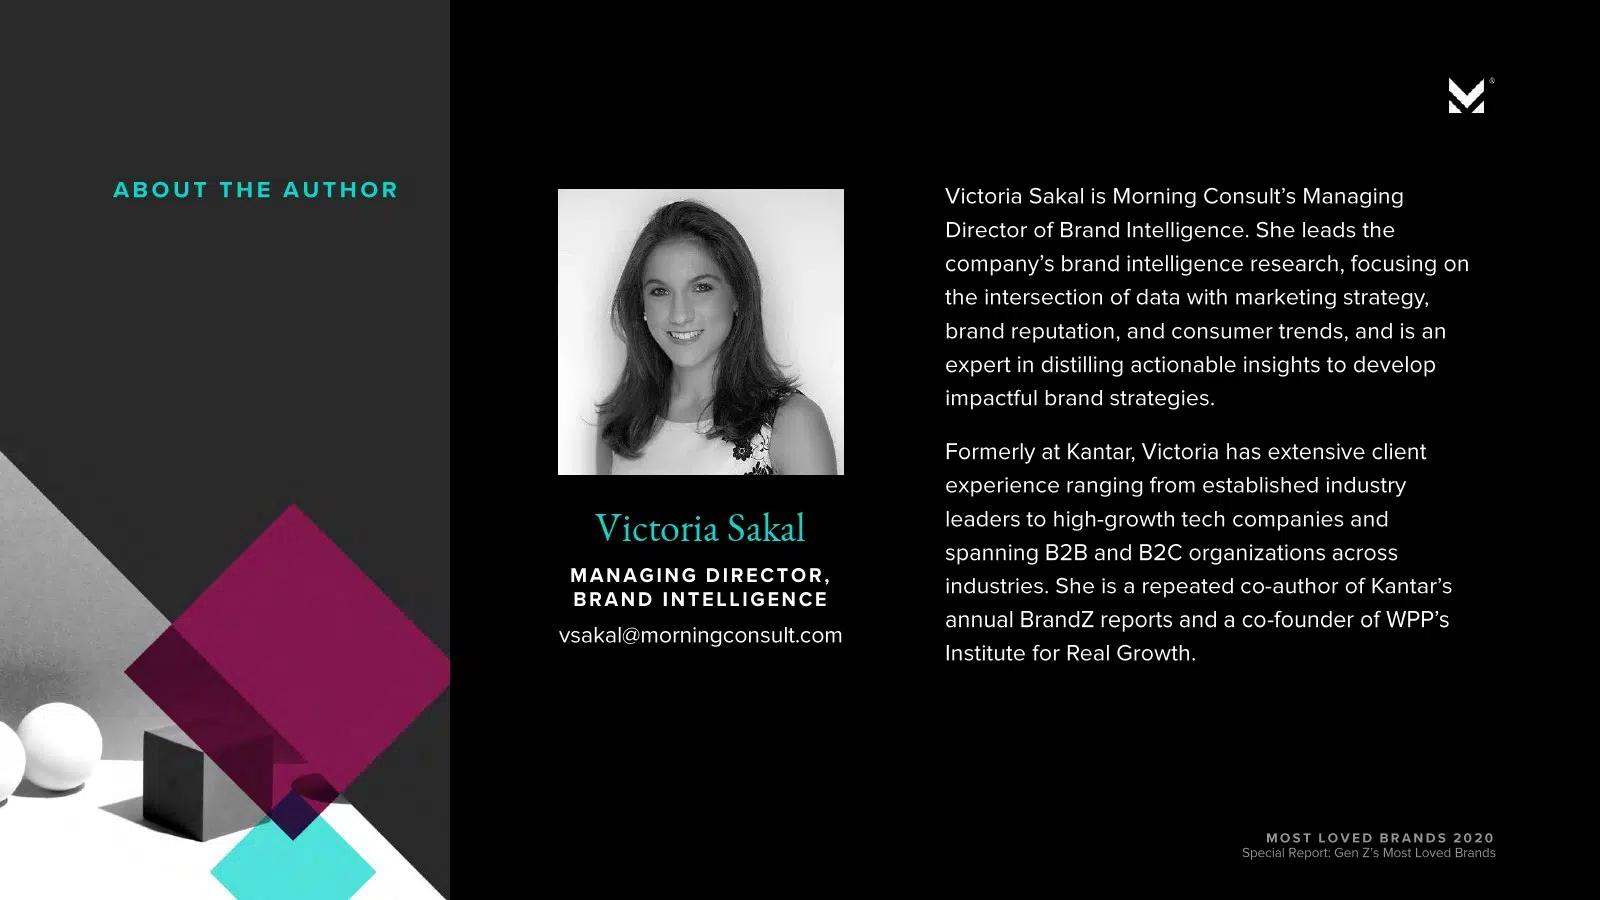 ABOUT THE AUTHOR
Victoria Sakal
MANAGING DIRECTOR,
BRAND INTELLIGENCE
vsakal@morningconsult.com
Victoria Sakal is Morning Consult’s Managing
Director of Brand Intelligence. She leads the
company’s brand intelligence research, focusing on
the intersection of data with marketing strategy,
brand reputation, and consumer trends, and is an
expert in distilling actionable insights to develop
impactful brand strategies.
Formerly at Kantar, Victoria has extensive client
experience ranging from established industry
leaders to high-growth tech companies and
spanning B2B and B2C organizations across
industries. She is a repeated co-author of Kantar’s
annual BrandZ reports and a co-founder of WPP’s
Institute for Real Growth.
MOST LOVED BRANDS 2020
Special Report: Gen Z’s Most Loved Brands